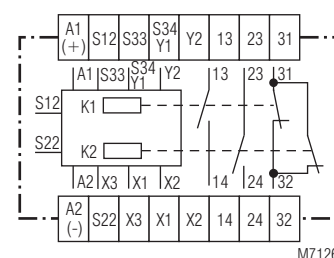 A1 (+) S12 S33 S34 Y1 Y2 13 23 31
A1 S33 S34 Y1 Y2 13 23 31
S12
K1
S22
K2
A2 X3 X1 X2 14 24 32
A2 (-) S22 X3 X1 X2 14 24 32
M7126